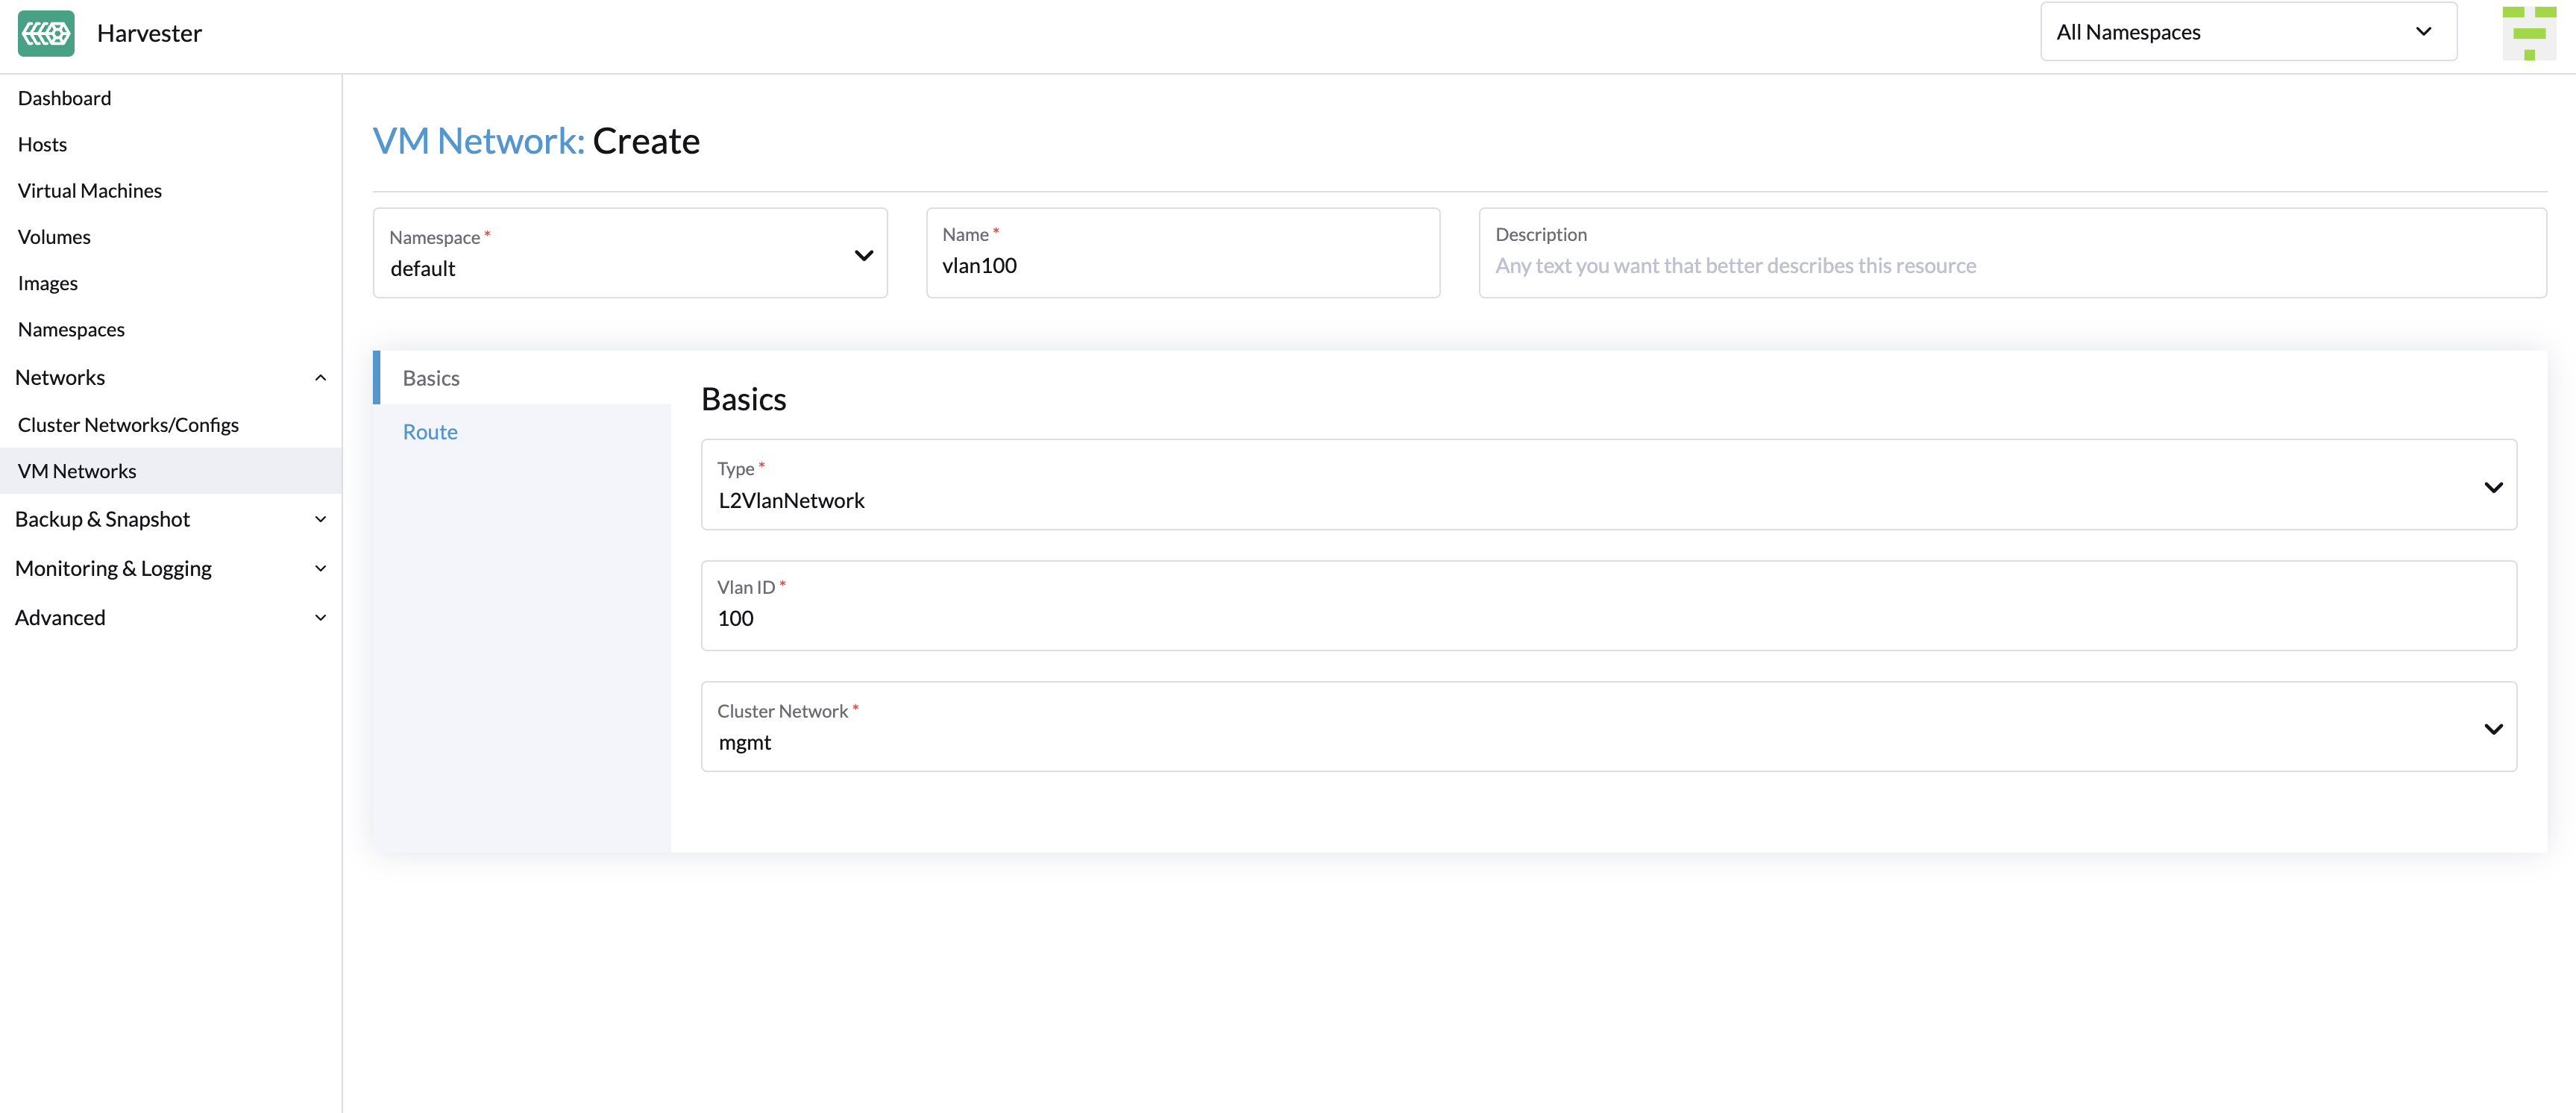 Harvester
All Namespaces
Dashboard
Hosts
Virtual Machines
Volumes
Images
Namespaces
Networks
Cluster Networks/Configs
VM Networks
Backup & Snapshot
Monitoring & Logging
Advanced
VM Network: Create
Namespace *
default
Name *
vlan100
Description
Any text you want that better describes this resource
Basics
Route
Basics
Type *
L2VlanNetwork
Vlan ID *
100
Cluster Network *
mgmt